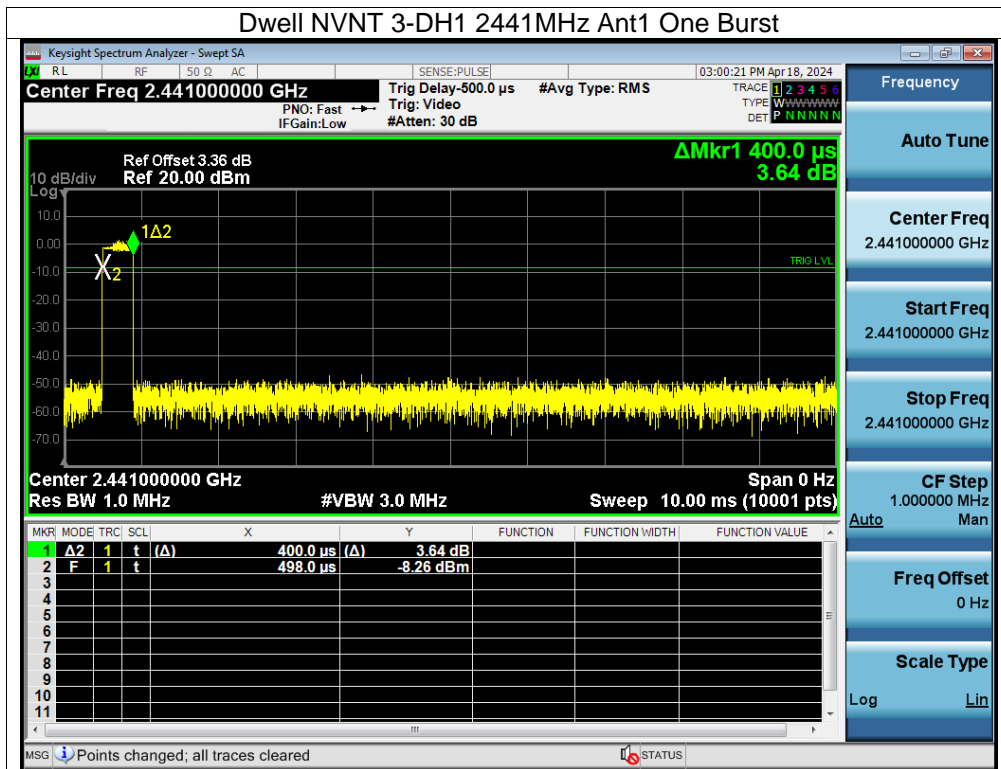 Dwell NVNT 3-DH1 2441MHz Ant1 One Burst
Keysight Spectrum Analyzer - Swept SA
LXI RL RF 50 Ω AC SENSE:PULSE 03:00:21 PM Apr 18, 2024
Center Freq 2.441000000 GHz Trig Delay-500.0 µs #Avg Type: RMS TRACE 1 2 3 4 5 6
PNO: Fast Trig: Video TYPE WWWWWWW
IFGain:Low #Atten: 30 dB DET P N N N N N
Frequency
Auto Tune
Center Freq
2.441000000 GHz
Start Freq
2.441000000 GHz
Stop Freq
2.441000000 GHz
CF Step
1.000000 MHz
Auto Man
Freq Offset
0 Hz
Scale Type
Log Lin
ΔMkr1 400.0 µs
3.64 dB
Ref Offset 3.36 dB
10 dB/div Ref 20.00 dBm
Log
10.0
0.00
-10.0
-20.0
-30.0
-40.0
-50.0
-60.0
-70.0
1Δ2
2
TRIG LVL
Center 2.441000000 GHz Span 0 Hz
Res BW 1.0 MHz #VBW 3.0 MHz Sweep 10.00 ms (10001 pts)
MKR MODE TRC SCL X Y FUNCTION FUNCTION WIDTH FUNCTION VALUE
1 Δ2 1 t (Δ) 400.0 µs (Δ) 3.64 dB
2 F 1 t 498.0 µs -8.26 dBm
3
4
5
6
7
8
9
10
11
MSG Points changed; all traces cleared STATUS